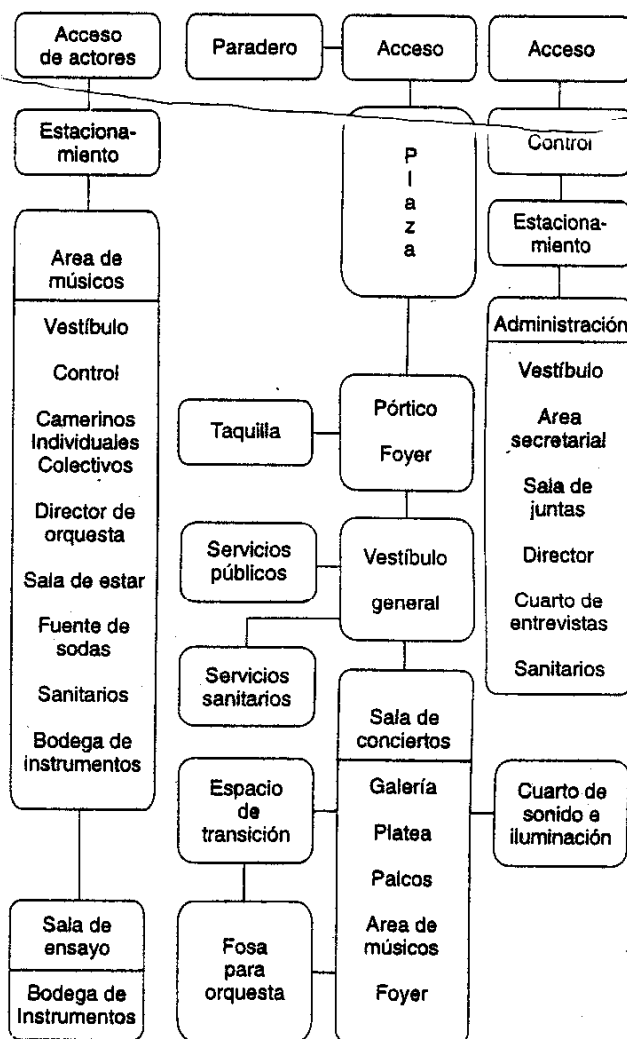 Acceso
de actores
Estaciona-
miento
Area de
músicos
Vestíbulo
Control
Camerinos
Individuales
Colectivos
Director de
orquesta
Sala de estar
Fuente de
sodas
Sanitarios
Bodega de
instrumentos
Sala de
ensayo
Bodega de
Instrumentos
Paradero
Acceso
P
l
a
z
a
Taquilla
Pórtico
Foyer
Servicios
públicos
Vestíbulo
general
Servicios
sanitarios
Sala de
conciertos
Galería
Platea
Palcos
Area de
músicos
Foyer
Espacio
de
transición
Fosa
para
orquesta
Acceso
Control
Estaciona-
miento
Administración
Vestíbulo
Area
secretarial
Sala de
juntas
Director
Cuarto de
entrevistas
Sanitarios
Cuarto de
sonido e
iluminación